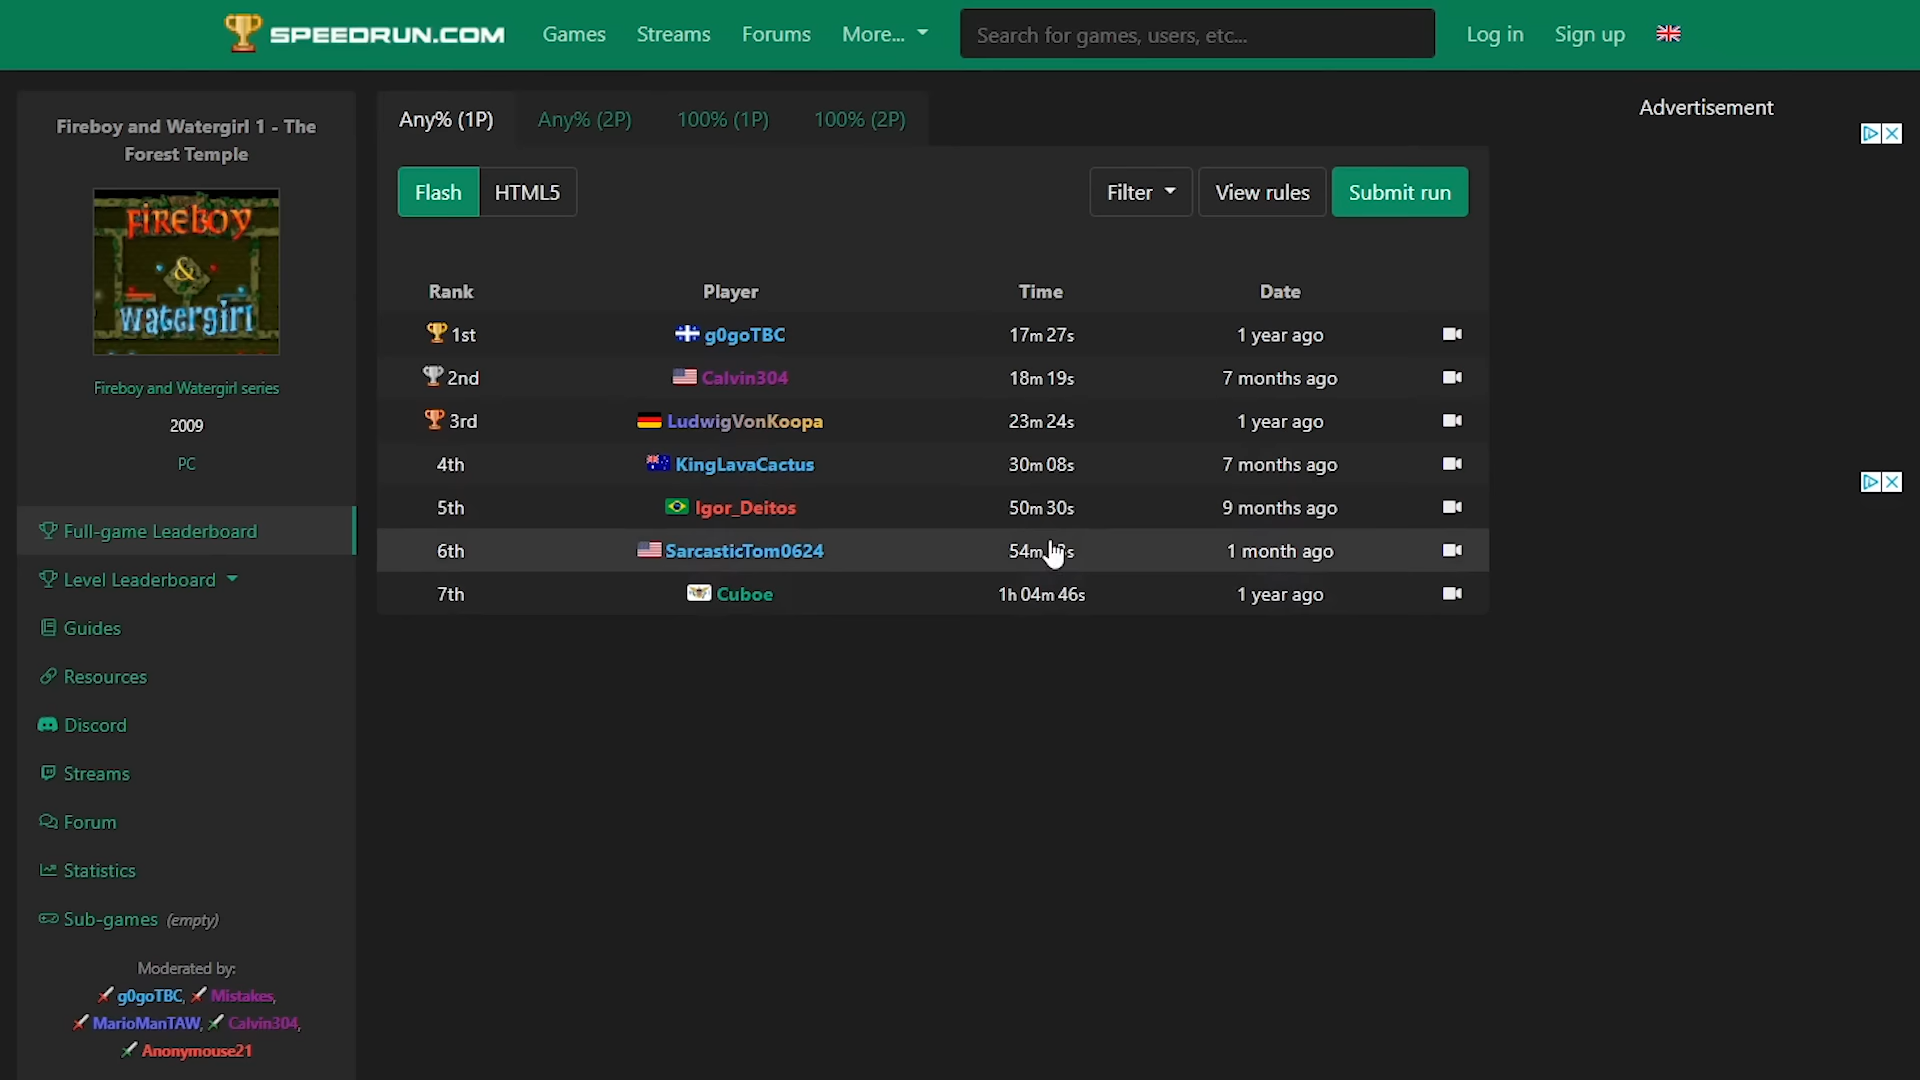 SPEEDRUN.COM Games Streams Forums More... Search for games, users, etc... Log in Sign up
Fireboy and Watergirl 1 - The
Forest Temple
FIREBOY
&
watergirl
Fireboy and Watergirl series
2009
PC
Full-game Leaderboard
Level Leaderboard
Guides
Resources
Discord
Streams
Forum
Statistics
Sub-games (empty)
Moderated by:
g0goTBC, Mistakes,
MarioManTAW, Calvin304,
Anonymouse21
Any% (1P) Any% (2P) 100% (1P) 100% (2P)
Flash HTML5 Filter View rules Submit run
Rank Player Time Date
1st g0goTBC 17m 27s 1 year ago
2nd Calvin304 18m 19s 7 months ago
3rd LudwigVonKoopa 23m 24s 1 year ago
4th KingLavaCactus 30m 08s 7 months ago
5th Igor_Deitos 50m 30s 9 months ago
6th SarcasticTom0624 54m 1 month ago
7th Cuboe 1h 04m 46s 1 year ago
Advertisement